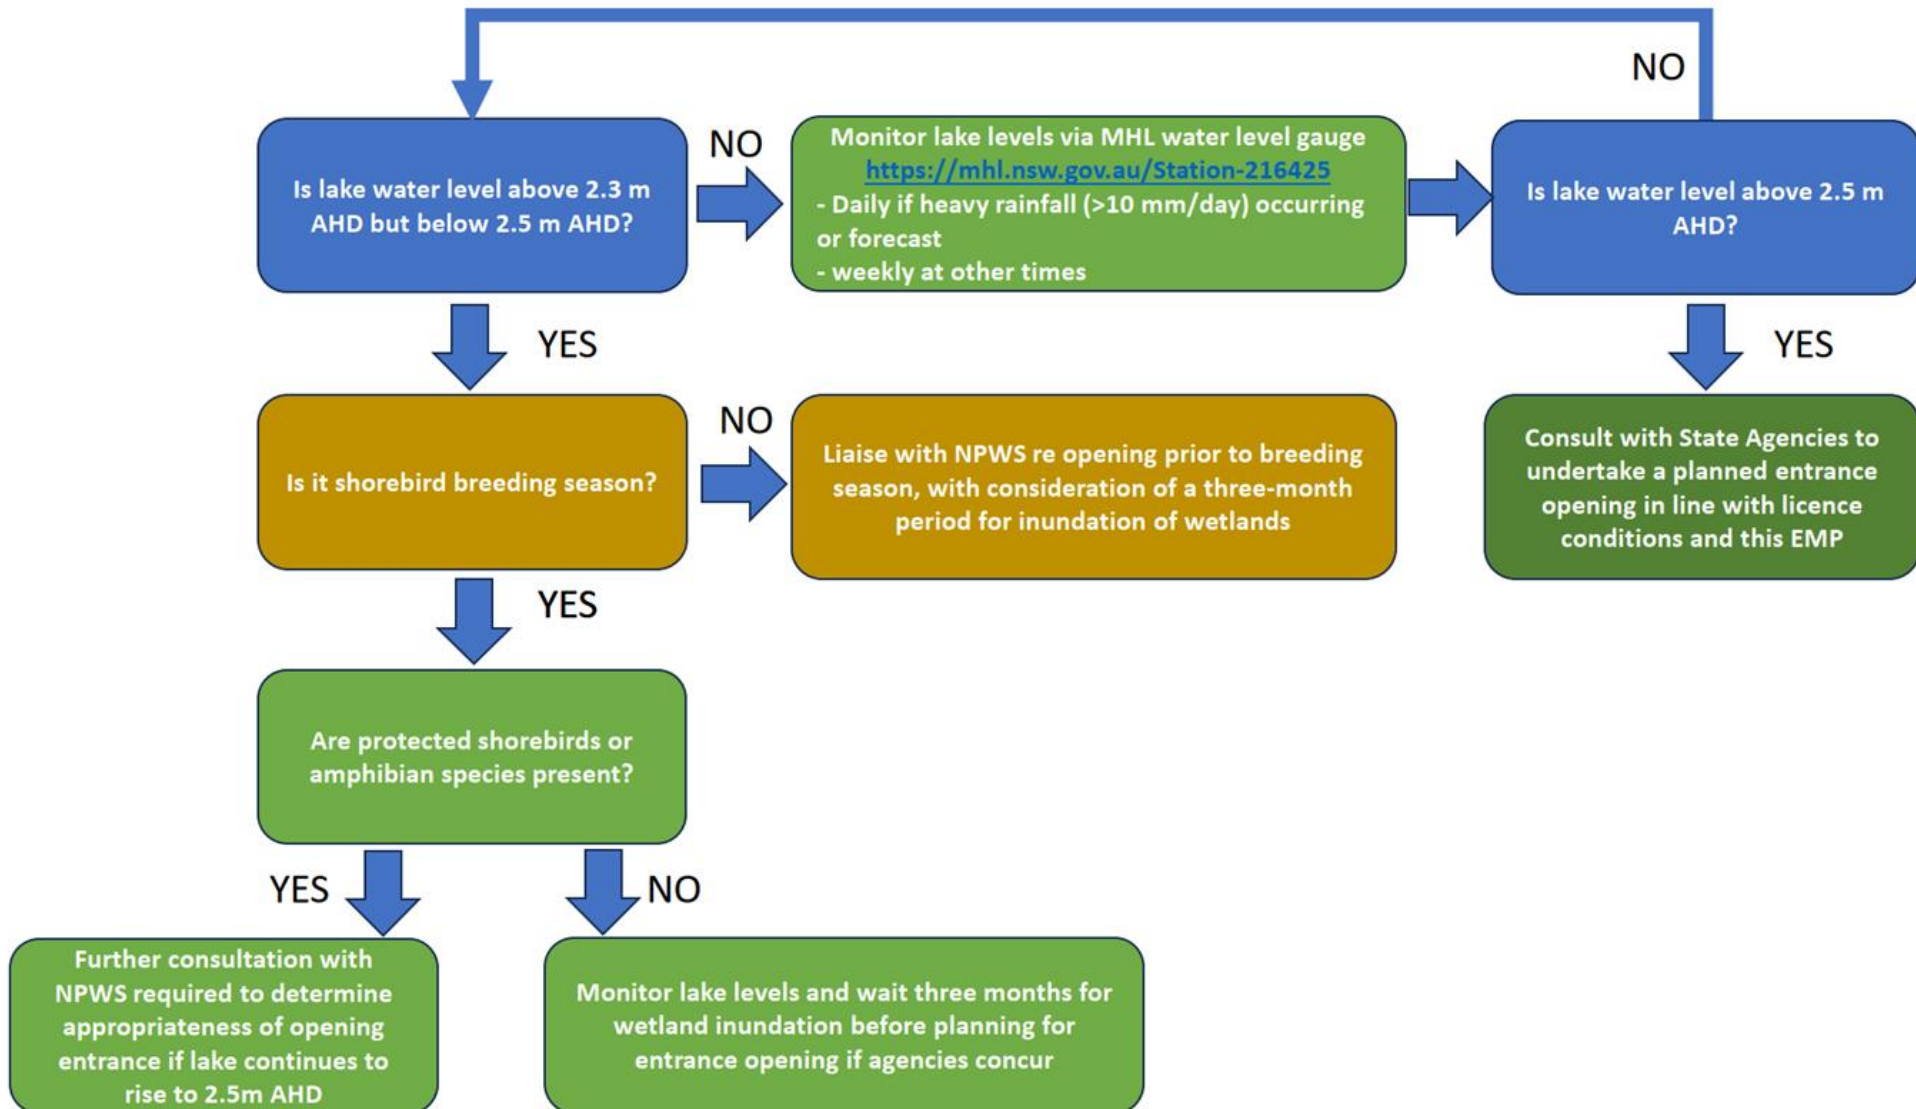 NO
Is lake water level above 2.3 m
AHD but below 2.5 m AHD?
NO
Monitor lake levels via MHL water level gauge
https://mhl.nsw.gov.au/Station-216425
- Daily if heavy rainfall (>10 mm/day) occurring
or forecast
- weekly at other times
Is lake water level above 2.5 m
AHD?
YES
YES
Is it shorebird breeding season?
NO
Liaise with NPWS re opening prior to breeding
season, with consideration of a three-month
period for inundation of wetlands
Consult with State Agencies to
undertake a planned entrance
opening in line with licence
conditions and this EMP
YES
Are protected shorebirds or
amphibian species present?
YES
NO
Further consultation with
NPWS required to determine
appropriateness of opening
entrance if lake continues to
rise to 2.5m AHD
Monitor lake levels and wait three months for
wetland inundation before planning for
entrance opening if agencies concur